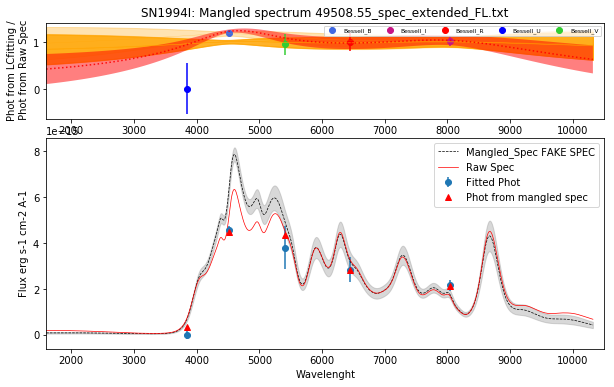 SN1994I: Mangled spectrum 49508.55_spec_extended_FL.txt
Phot from LCfitting /
Phot from Raw Spec
1
0
Bessell_B
Bessell_I
Bessell_R
Bessell_U
Bessell_V
2000 3000 4000 5000 6000 7000 8000 9000 10000
1e−15
Flux erg s-1 cm-2 A-1
8
6
4
2
0
Mangled_Spec FAKE SPEC
Raw Spec
Fitted Phot
Phot from mangled spec
2000 3000 4000 5000 6000 7000 8000 9000 10000
Wavelenght